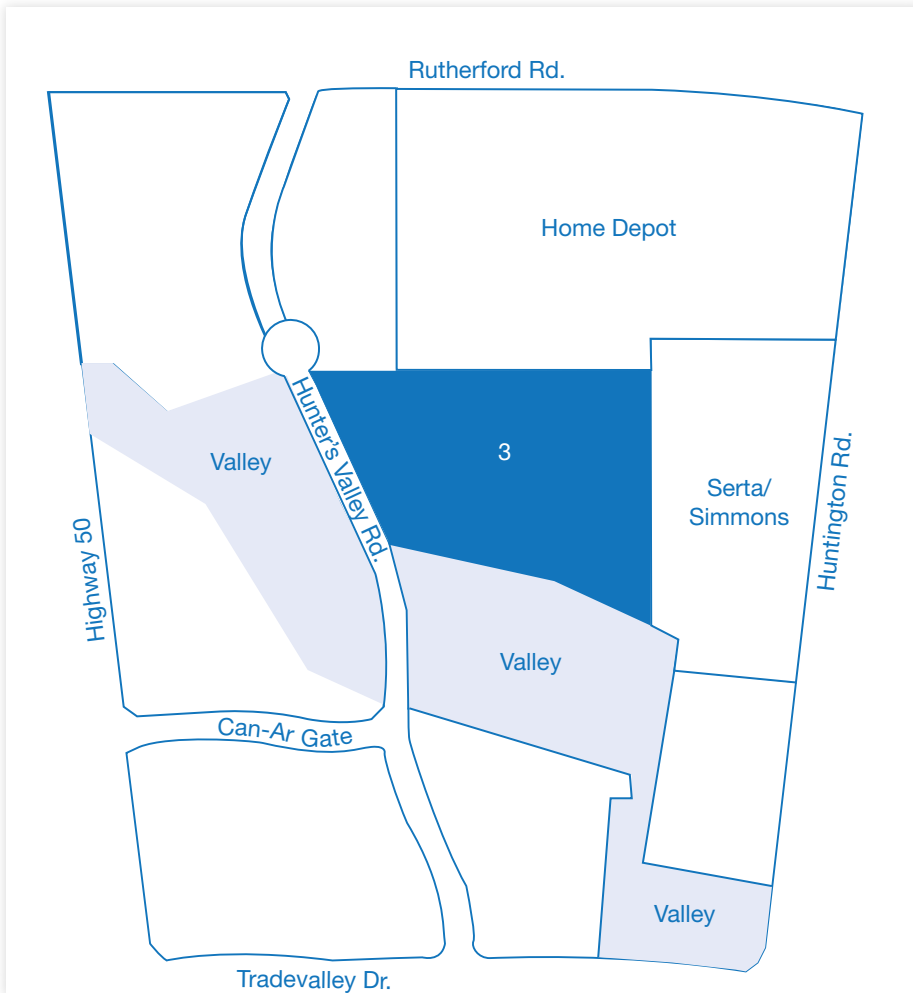 Rutherford Rd.
Home Depot
Hunter's Valley Rd.
3
Valley
Serta/
Simmons
Huntington Rd.
Highway 50
Valley
Can-Ar Gate
Valley
Tradevalley Dr.